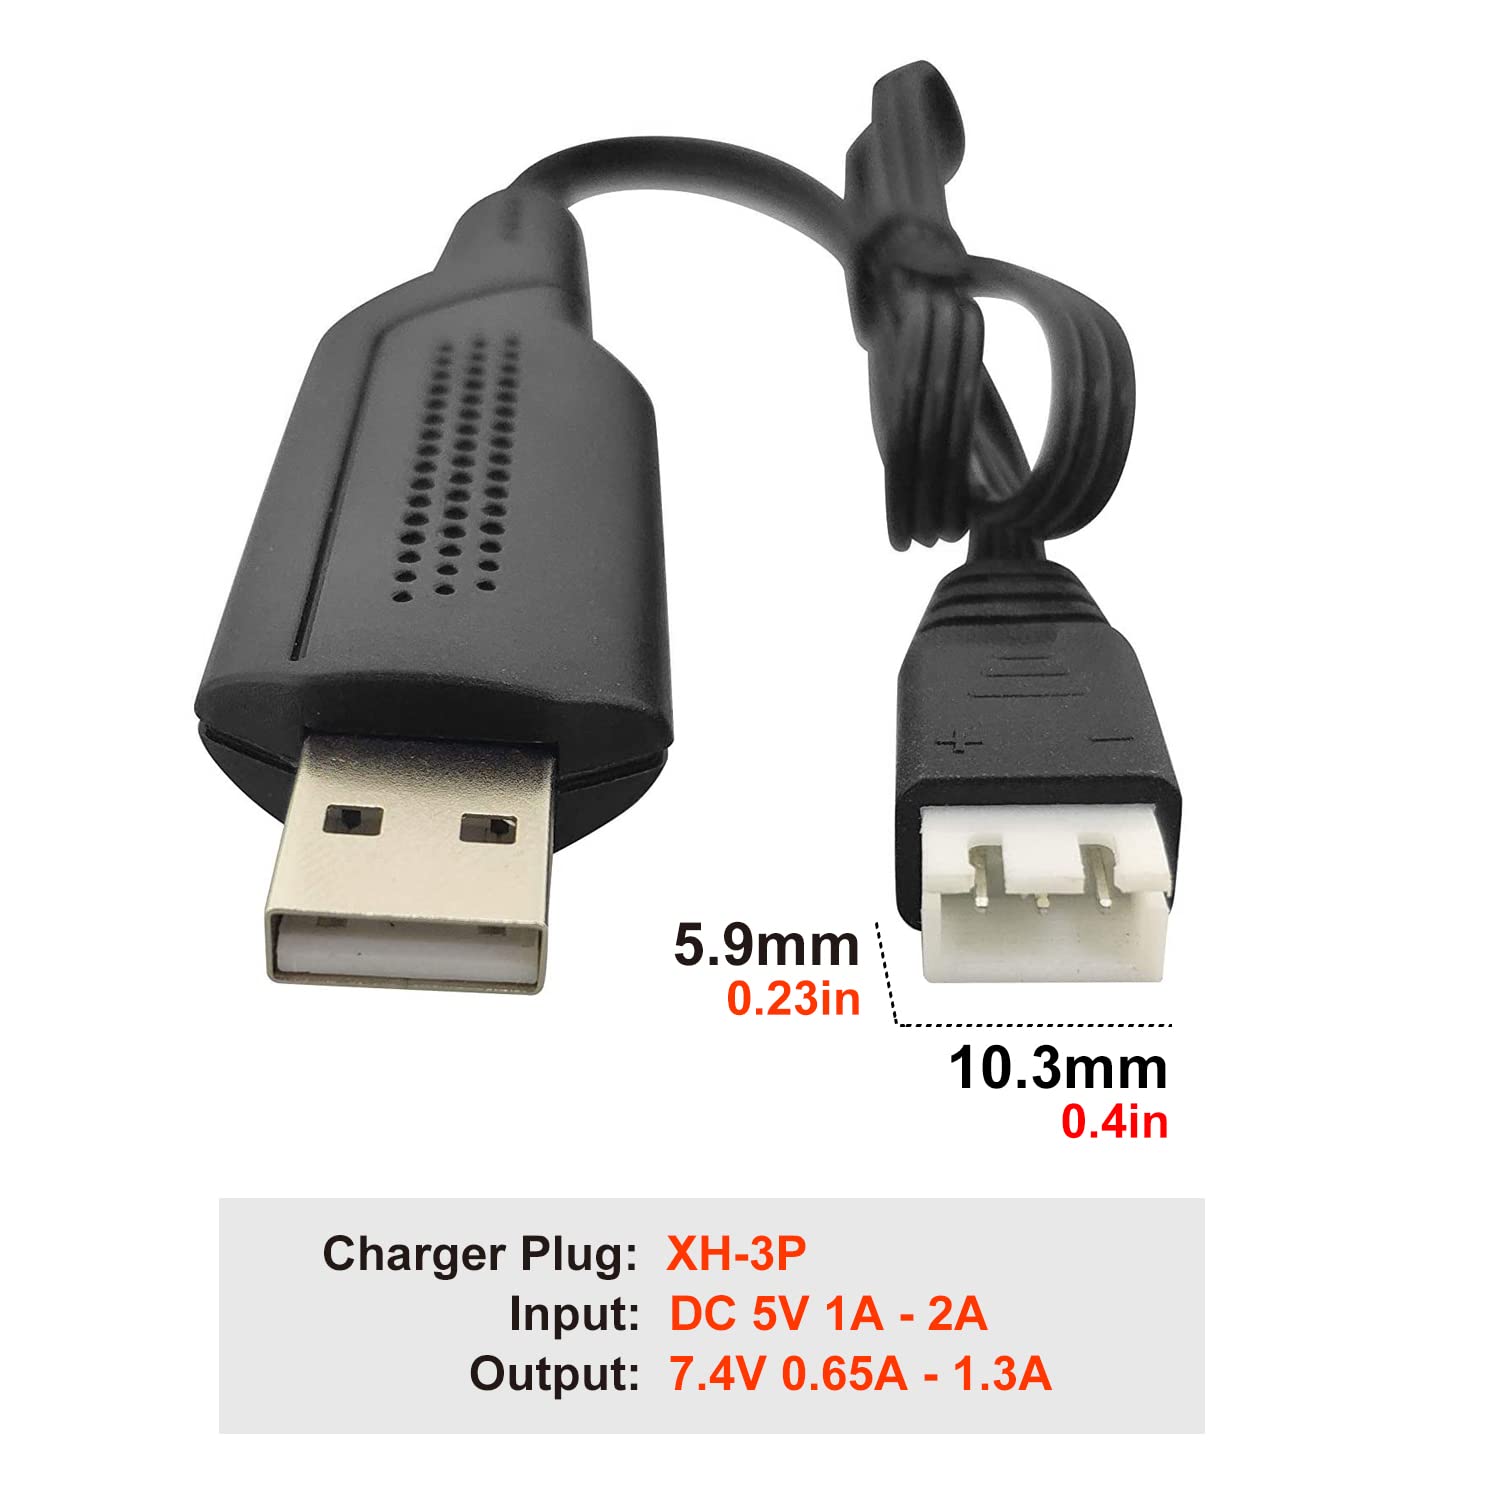 + −
5.9mm
0.23in
10.3mm
0.4in
Charger Plug: XH-3P
Input: DC 5V 1A - 2A
Output: 7.4V 0.65A - 1.3A